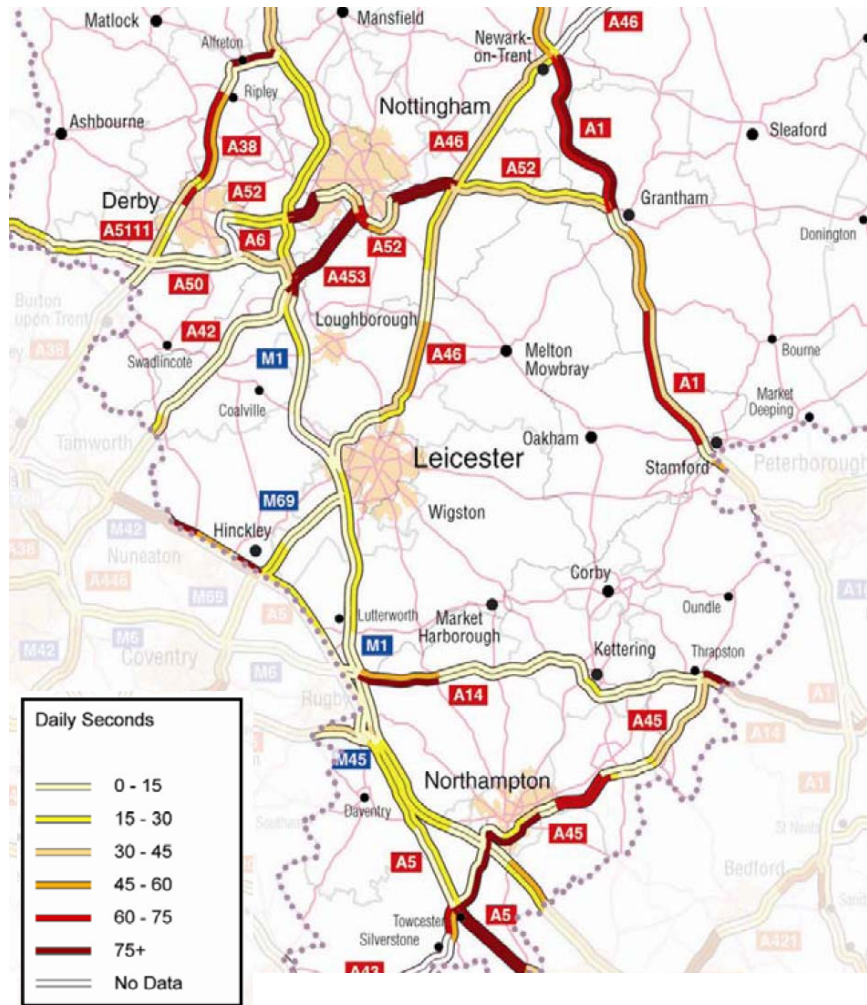 A46
Matlock
Mansfield
Alfreton
Newark-
on-Trent
Ripley
Nottingham
A1
Ashbourne
A38
A46
Sleaford
A52
A52
Derby
Grantham
A5111
A6
A52
Donington
A50
A453
Burton
upon Trent
A42
Loughborough
A38
Swadlincote
M1
A46
Melton
Mowbray
Bourne
Coalville
A1
Market
Deeping
Tamworth
Leicester
Oakham
Stamford
Peterborough
M69
Wigston
M42
Hinckley
A38
Nuneaton
A446
Corby
M69
A5
Oundle
Lutterworth
Market
Harborough
M42
M6
M1
Kettering
Thrapston
Coventry
M6
Rugby
A14
A45
A1
A14
Daily Seconds
M45
Northampton
A1
0 - 15
Daventry
15 - 30
A45
St Neots
30 - 45
A5
Bedford
45 - 60
60 - 75
Towcester
A5
75+
Silverstone
A421
No Data
A43